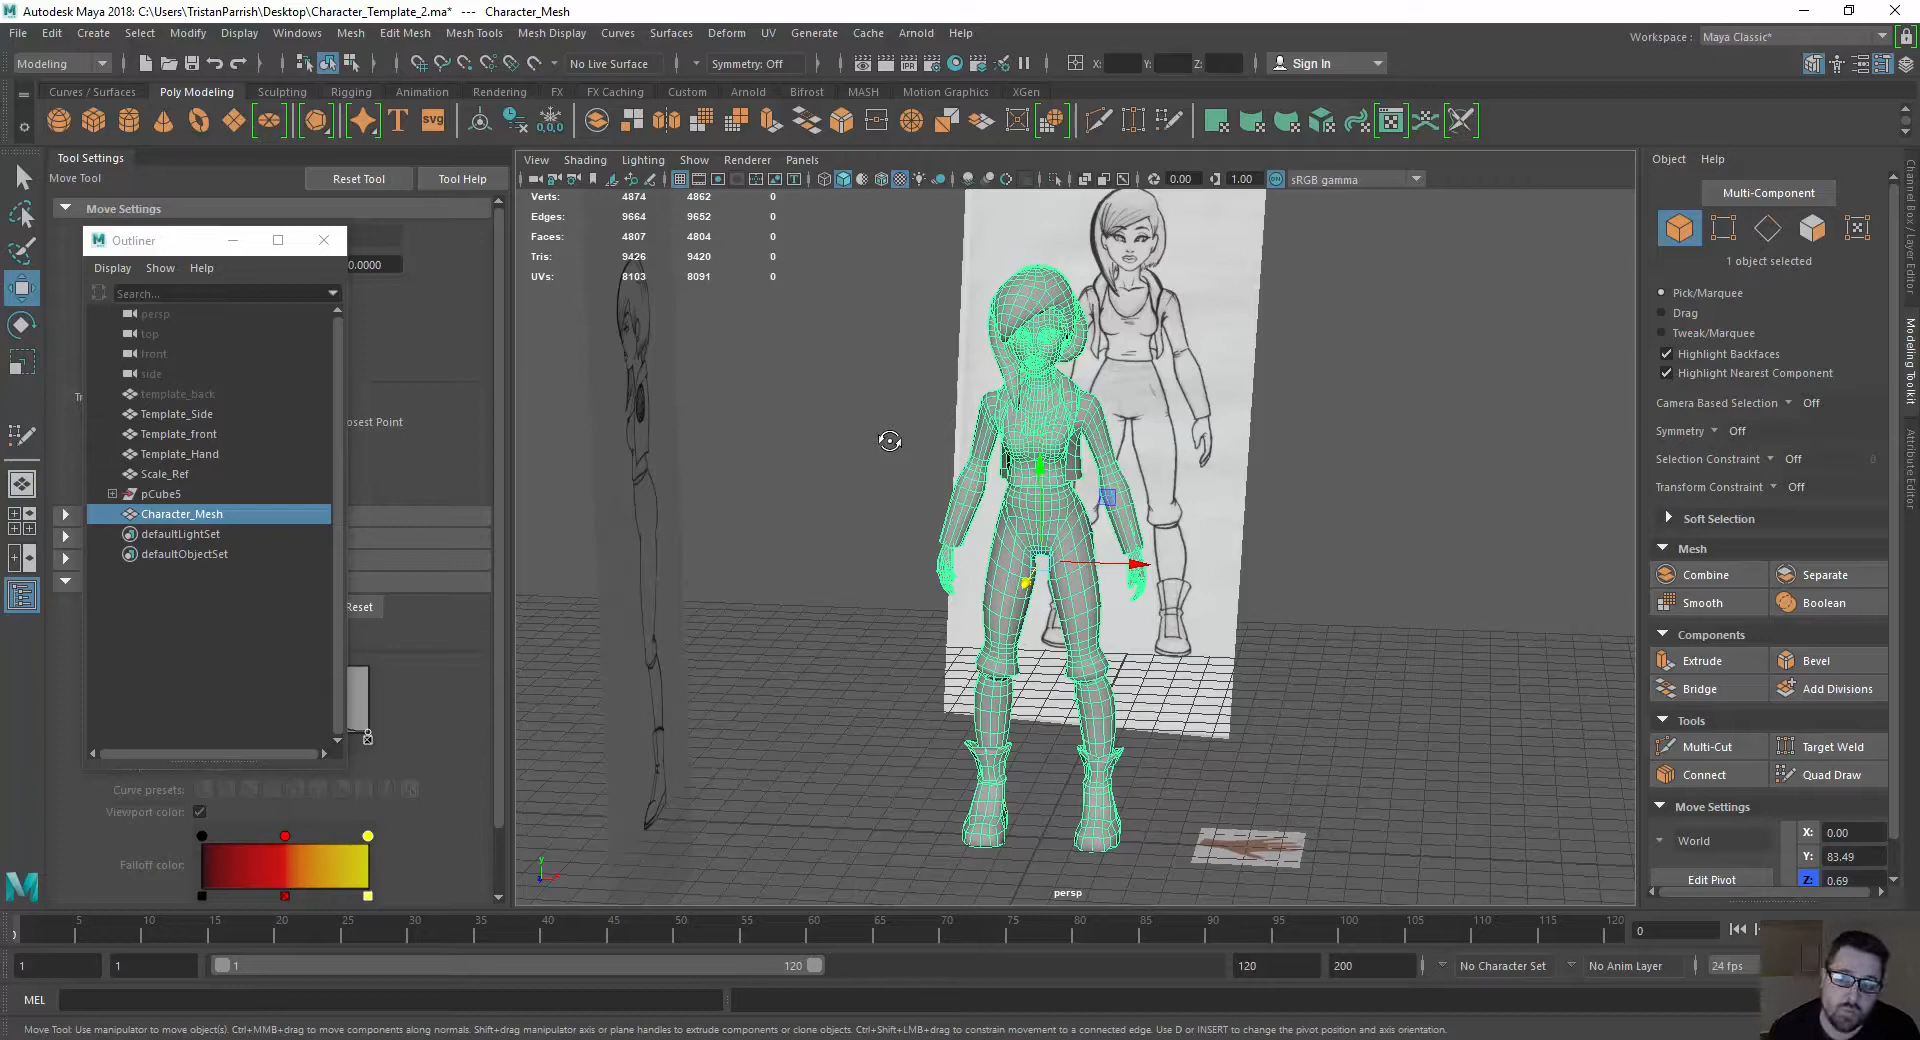 Autodesk Maya 2018: C:\Users\TristanParrish\Desktop\Character_Template_2.ma* --- Character_Mesh
File Edit Create Select Modify Display Windows Mesh Edit Mesh Mesh Tools Mesh Display Curves Surfaces Deform UV Generate Cache Arnold Help
Workspace : Maya Classic*
Modeling No Live Surface Symmetry: Off X: Y: Z: Sign In
Curves / Surfaces Poly Modeling Sculpting Rigging Animation Rendering FX FX Caching Custom Arnold Bifrost MASH Motion Graphics XGen
T svg 0,0,0
Tool Settings
Move Tool Reset Tool Tool Help
Move Settings
Outliner
Display Show Help
Search...
0.0000
persp
top
front
side
template_back
Template_Side
Template_front
Template_Hand
Scale_Ref
pCube5
Character_Mesh
defaultLightSet
defaultObjectSet
osest Point
Reset
Curve presets:
Viewport color:
Falloff color:
View Shading Lighting Show Renderer Panels
0.00 1.00 sRGB gamma
Verts: 4874 4862 0
Edges: 9664 9652 0
Faces: 4807 4804 0
Tris: 9426 9420 0
UVs: 8103 8091 0
y
persp
Object Help
Multi-Component
1 object selected
Pick/Marquee
Drag
Tweak/Marquee
Highlight Backfaces
Highlight Nearest Component
Camera Based Selection Off
Symmetry Off
Selection Constraint Off 0
Transform Constraint Off
Soft Selection
Mesh
Combine Separate
Smooth Boolean
Components
Extrude Bevel
Bridge Add Divisions
Tools
Multi-Cut Target Weld
Connect Quad Draw
Move Settings
World X: 0.00
Y: 83.49
Edit Pivot Z: 0.69
Channel Box / Layer Editor
Modeling Toolkit
Attribute Editor
5 10 15 20 25 30 35 40 45 50 55 60 65 70 75 80 85 90 95 100 105 110 115 120
0
1 1 1 120 120 200 No Character Set No Anim Layer 24 fps
MEL
Move Tool: Use manipulator to move object(s). Ctrl+MMB+drag to move components along normals. Shift+drag manipulator axis or plane handles to extrude components or clone objects. Ctrl+Shift+LMB+drag to constrain movement to a connected edge. Use D or INSERT to change the pivot position and axis orientation.